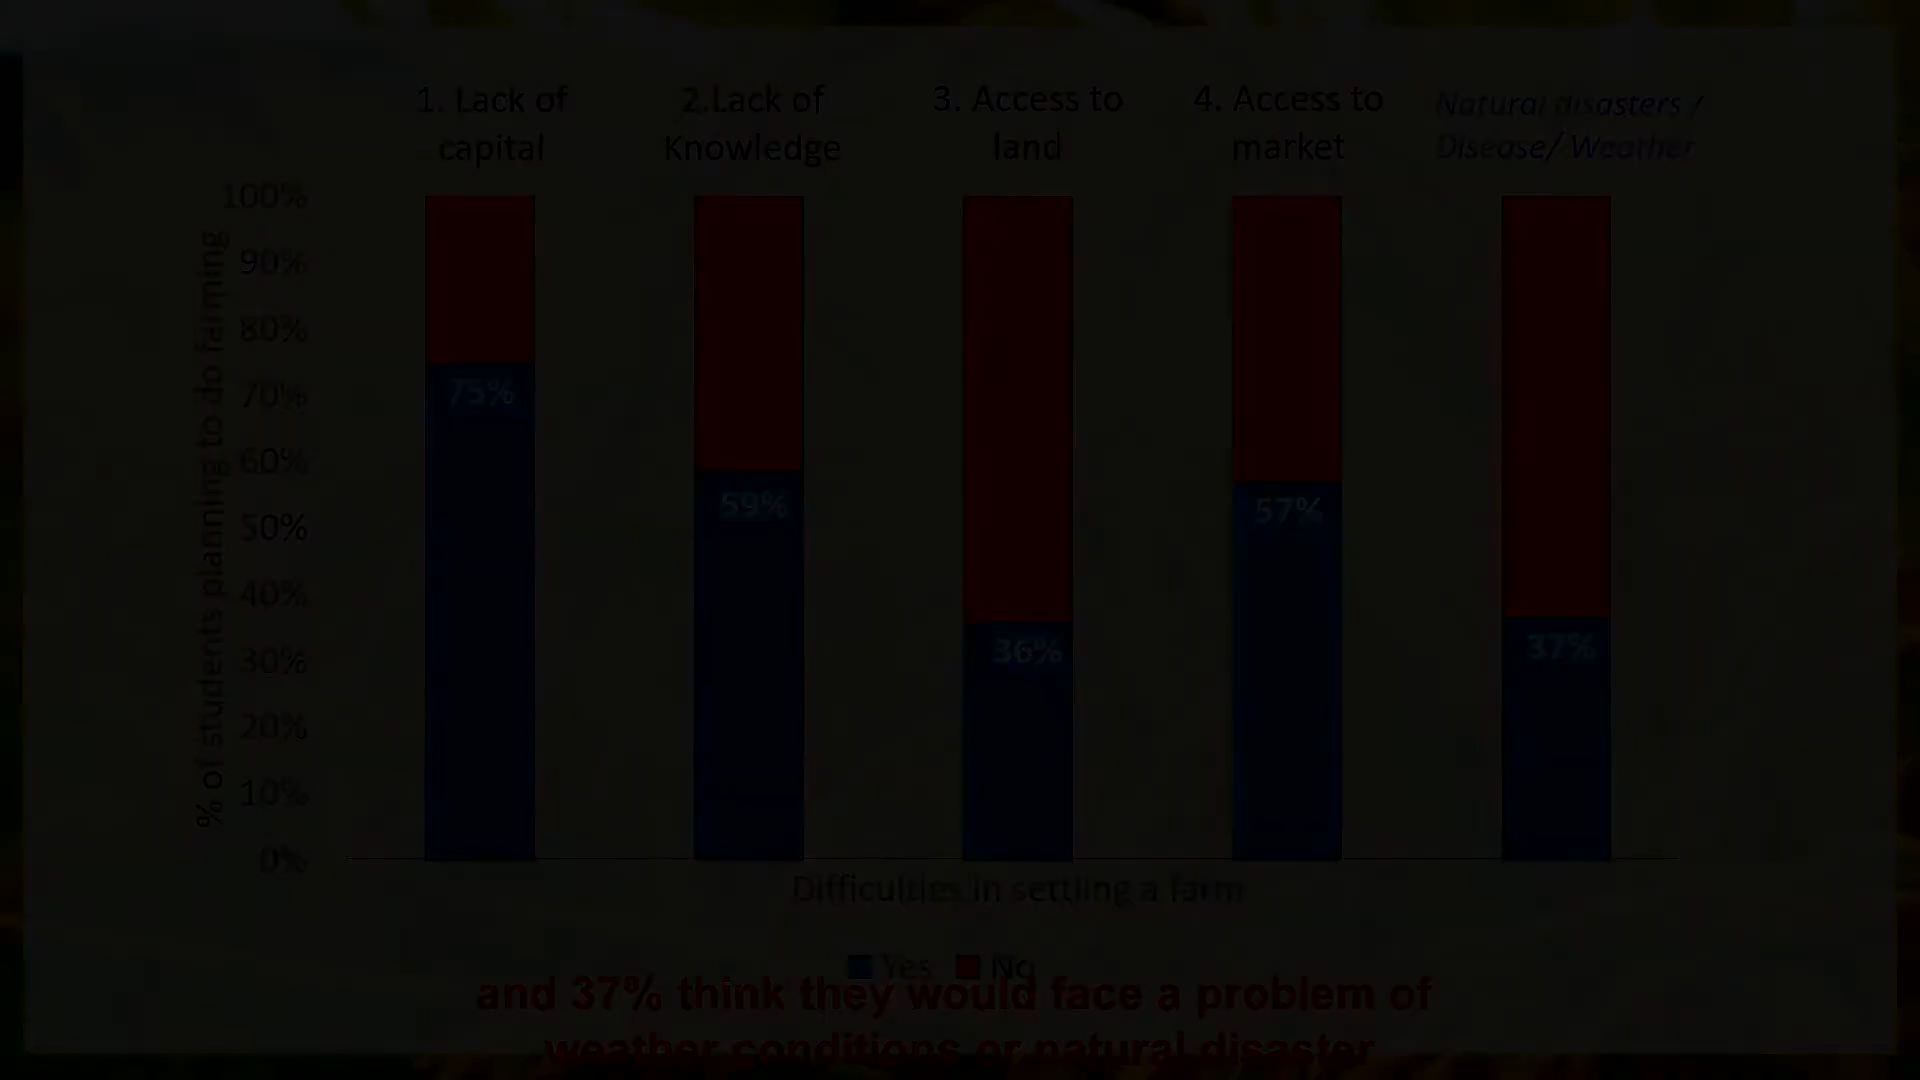 1. Lack of
capital
2.Lack of
Knowledge
3. Access to
land
4. Access to
market
Natural disasters /
Disease/ Weather
% of students planning to do farming
100%
90%
80%
70%
60%
50%
40%
30%
20%
10%
0%
75%
59%
36%
57%
37%
Difficulties in settling a farm
Yes
No
and 37% think they would face a problem of
weather conditions or natural disaster